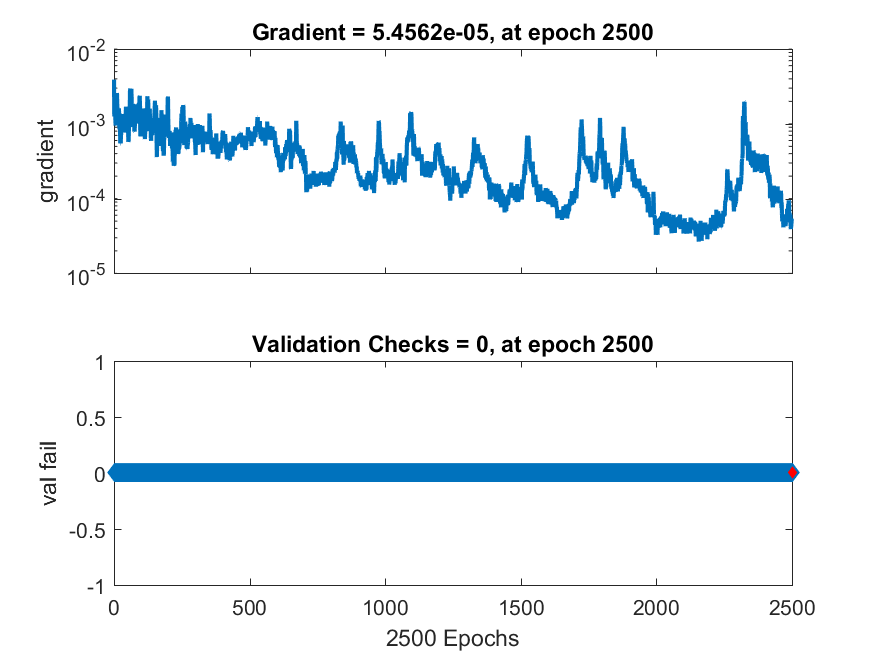 Gradient = 5.4562e-05, at epoch 2500
10^-2
10^-3
10^-4
10^-5
gradient
Validation Checks = 0, at epoch 2500
1
0.5
0
-0.5
-1
val fail
0 500 1000 1500 2000 2500
2500 Epochs